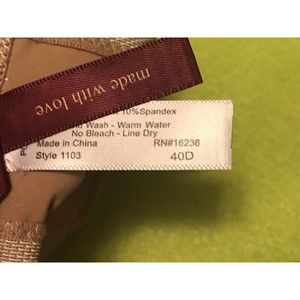 made with love
10%Spandex
Wash - Warm Water
No Bleach - Line Dry
Made in China RN#16236
Style 1103 40D